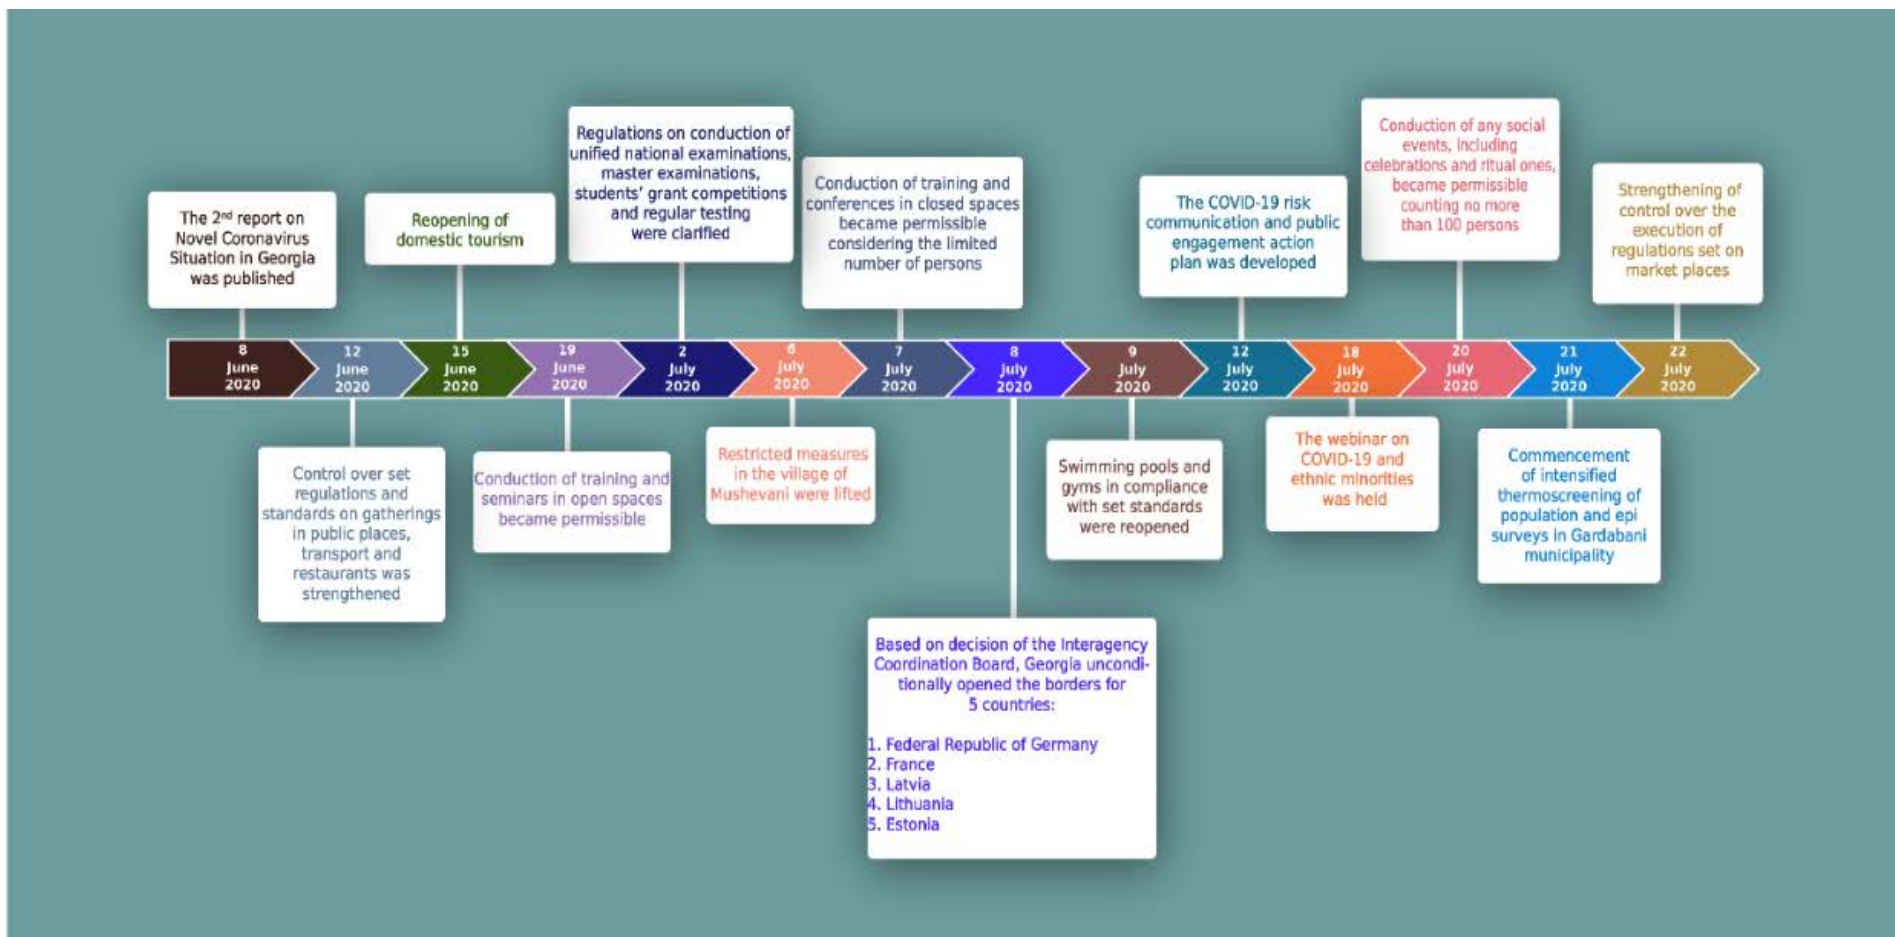 The 2nd report on
Novel Coronavirus
Situation in Georgia
was published
Reopening of
domestic tourism
Regulations on conduction of
unified national examinations,
master examinations,
students' grant competitions
and regular testing
were clarified
Conduction of training and
conferences in closed spaces
became permissible
considering the limited
number of persons
The COVID-19 risk
communication and public
engagement action
plan was developed
Conduction of any social
events, including
celebrations and ritual ones,
became permissible
counting no more
than 100 persons
Strengthening of
control over the
execution of
regulations set on
market places
8
June
2020
12
June
2020
15
June
2020
19
June
2020
2
July
2020
6
July
2020
7
July
2020
8
July
2020
9
July
2020
12
July
2020
18
July
2020
20
July
2020
21
July
2020
22
July
2020
Control over set
regulations and
standards on gatherings
in public places,
transport and
restaurants was
strengthened
Conduction of training and
seminars in open spaces
became permissible
Restricted measures
in the village of
Mushevani were lifted
Based on decision of the Interagency
Coordination Board, Georgia uncondi-
tionally opened the borders for
5 countries:
1. Federal Republic of Germany
2. France
3. Latvia
4. Lithuania
5. Estonia
Swimming pools and
gyms in compliance
with set standards
were reopened
The webinar on
COVID-19 and
ethnic minorities
was held
Commencement
of intensified
thermoscreening of
population and epi
surveys in Gardabani
municipality